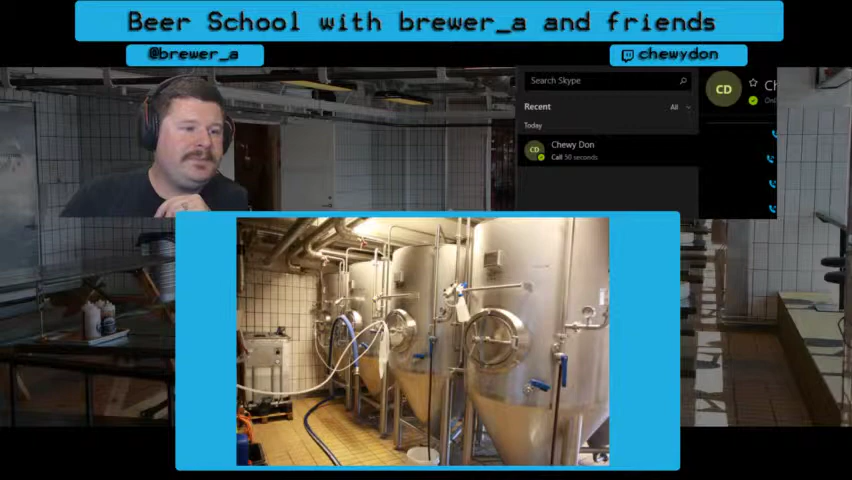 Beer School with brewer_a and friends
@brewer_a
chewydon
Search Skype
CD
Recent
All
Today
CD
Chewy Don
Call 50 seconds